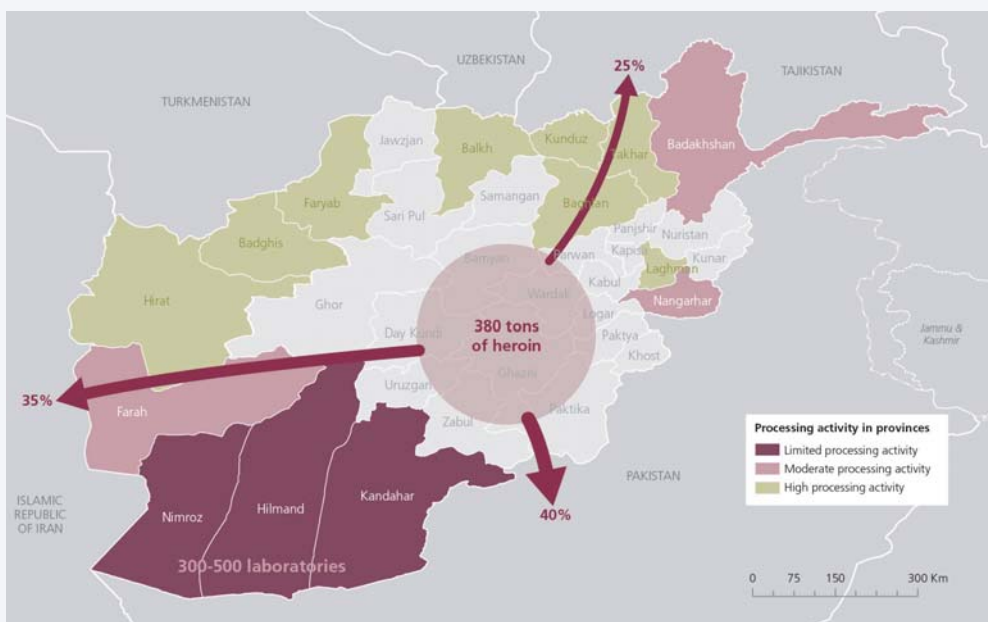 UZBEKISTAN
25%
TAJIKISTAN
TURKMENISTAN
Jawzjan
Balkh
Kunduz
Takhar
Badakhshan
Faryab
Sari Pul
Samangan
Baghlan
Badghis
Panjshir
Nuristan
Bamyan
Parwan
Kapisa
Kunar
Laghman
Hirat
Ghor
Wardak
Kabul
Nangarhar
Logar
Day Kundi
380 tons
of heroin
Paktya
Khost
Jammu &
Kashmir
Uruzgan
Ghazni
35%
Farah
Zabul
Paktika
Processing activity in provinces
Limited processing activity
Moderate processing activity
High processing activity
PAKISTAN
ISLAMIC
REPUBLIC
OF IRAN
Nimroz
Hilmand
Kandahar
40%
300-500 laboratories
0 75 150 300 Km